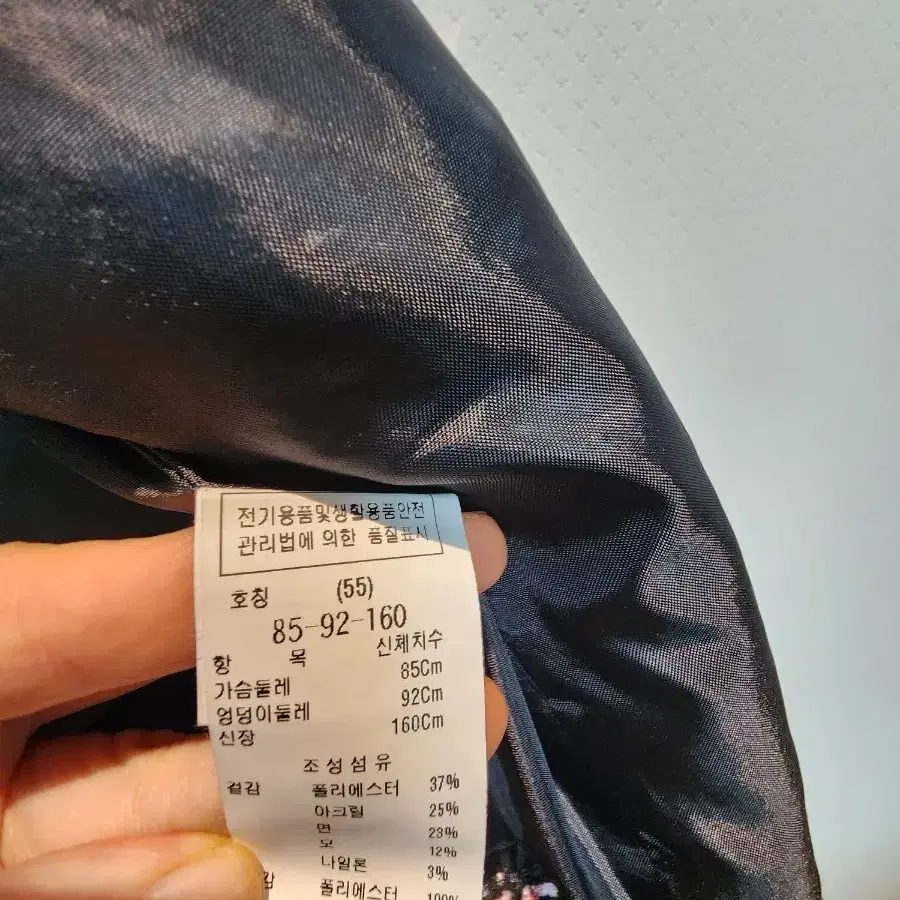 전기용품및생활용품안전
관리법에 의한 품질표시
호칭 (55)
85-92-160
항 목 신체치수
가슴둘레 85Cm
엉덩이둘레 92Cm
신장 160Cm
조성섬유
겉감 폴리에스터 37%
아크릴 25%
면 23%
모 12%
나일론 3%
감 폴리에스터 100%